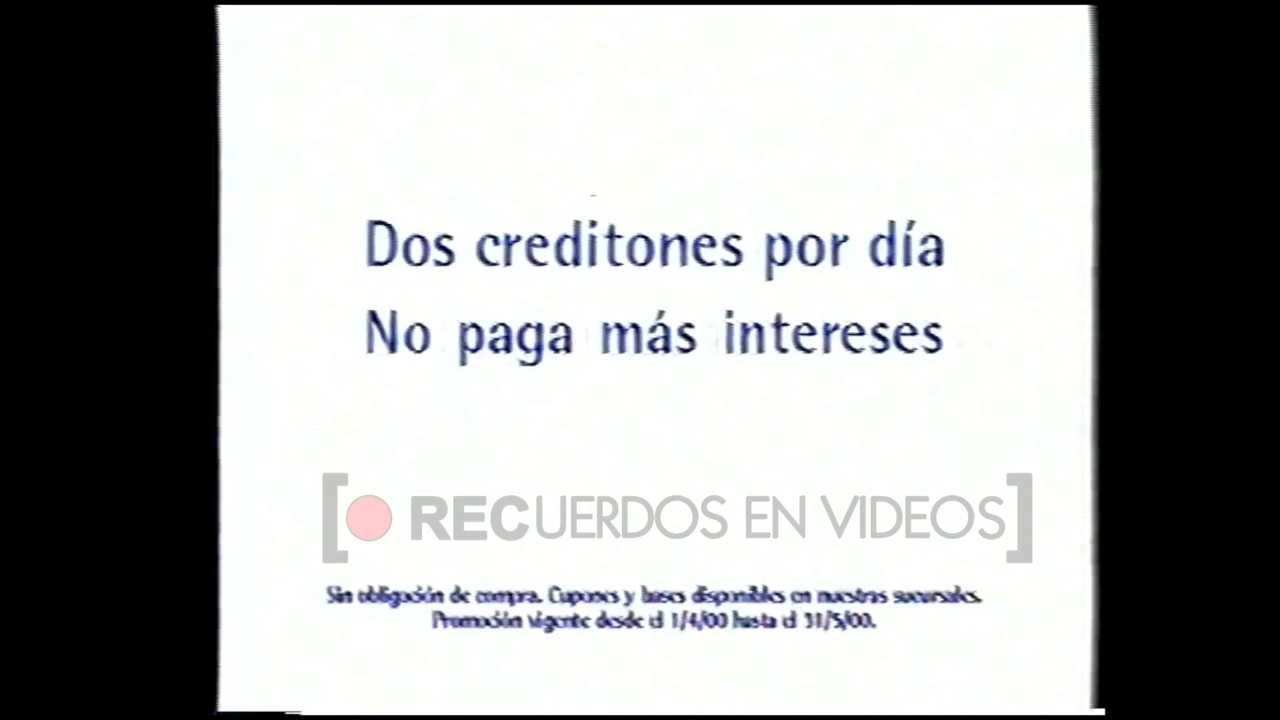 Dos creditones por día
No paga más intereses
[RECUERDOS EN VIDEOS]
Sin obligación de compra. Cupones y bases disponibles en nuestras sucursales.
Promoción vigente desde el 1/4/00 hasta el 31/5/00.